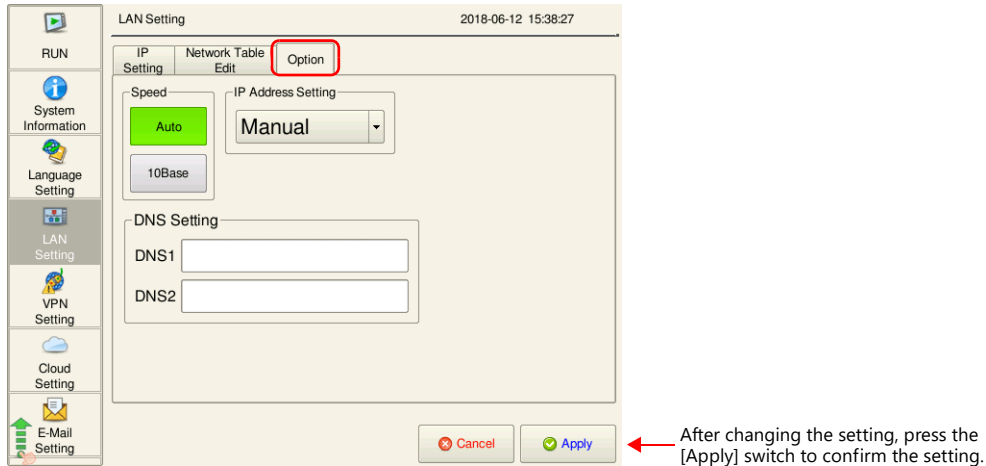 LAN Setting
2018-06-12 15:38:27
RUN
System
Information
Language
Setting
LAN
Setting
VPN
Setting
Cloud
Setting
E-Mail
Setting
IP
Setting
Network Table
Edit
Option
Speed
Auto
10Base
IP Address Setting
Manual
DNS Setting
DNS1
DNS2
Cancel
Apply
After changing the setting, press the
[Apply] switch to confirm the setting.